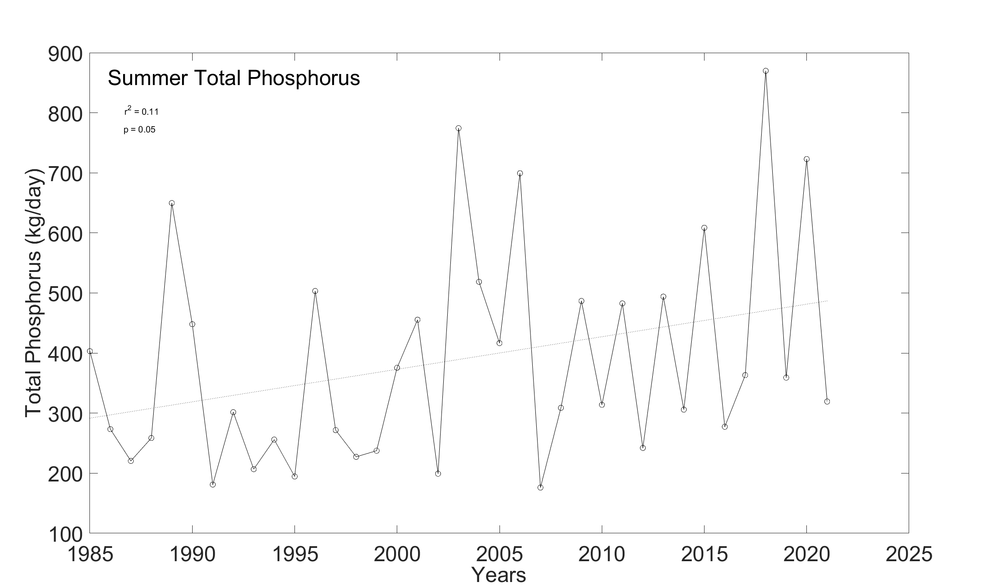 900
Summer Total Phosphorus
r2 = 0.11
800
p = 0.05
700
600
500
400
300
200
100
Total Phosphorus (kg/day)
1985 1990 1995 2000 2005 2010 2015 2020 2025
Years